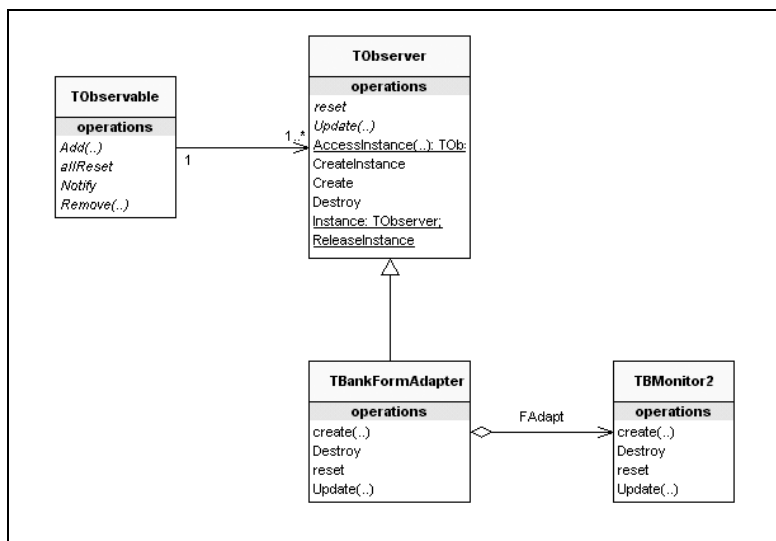 TObserver
operations
reset
Update(..)
AccessInstance(..): TOb:
CreateInstance
Create
Destroy
Instance: TObserver;
ReleaseInstance
TObservable
operations
Add(..)
allReset
Notify
Remove(..)
1
1..*
TBankFormAdapter
operations
create(..)
Destroy
reset
Update(..)
FAdapt
TBMonitor2
operations
create(..)
Destroy
reset
Update(..)